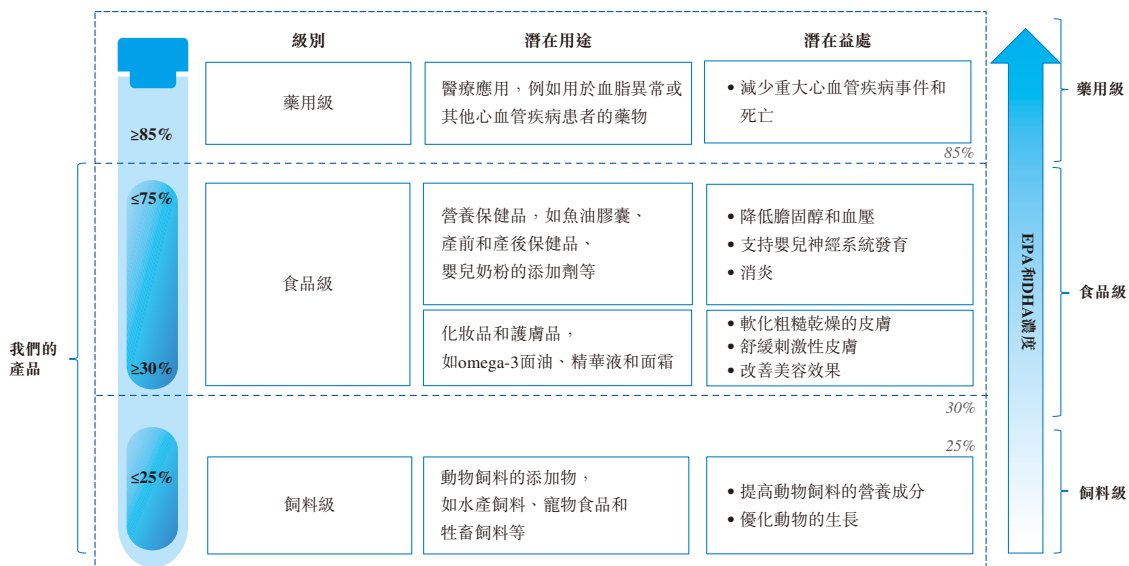 級別
潛在用途
潛在益處
≥85%
藥用級
醫療應用，例如用於血脂異常或
其他心血管疾病患者的藥物
• 減少重大心血管疾病事件和
死亡
85%
藥用級
我們的
產品
≤75%
≥30%
食品級
營養保健品，如魚油膠囊、
產前和產後保健品、
嬰兒奶粉的添加劑等
• 降低膽固醇和血壓
• 支持嬰兒神經系統發育
• 消炎
化妝品和護膚品，
如omega-3面油、精華液和面霜
• 軟化粗糙乾燥的皮膚
• 舒緩刺激性皮膚
• 改善美容效果
30%
EPA和DHA濃度
食品級
25%
≤25%
飼料級
動物飼料的添加物，
如水產飼料、寵物食品和
牲畜飼料等
• 提高動物飼料的營養成分
• 優化動物的生長
飼料級